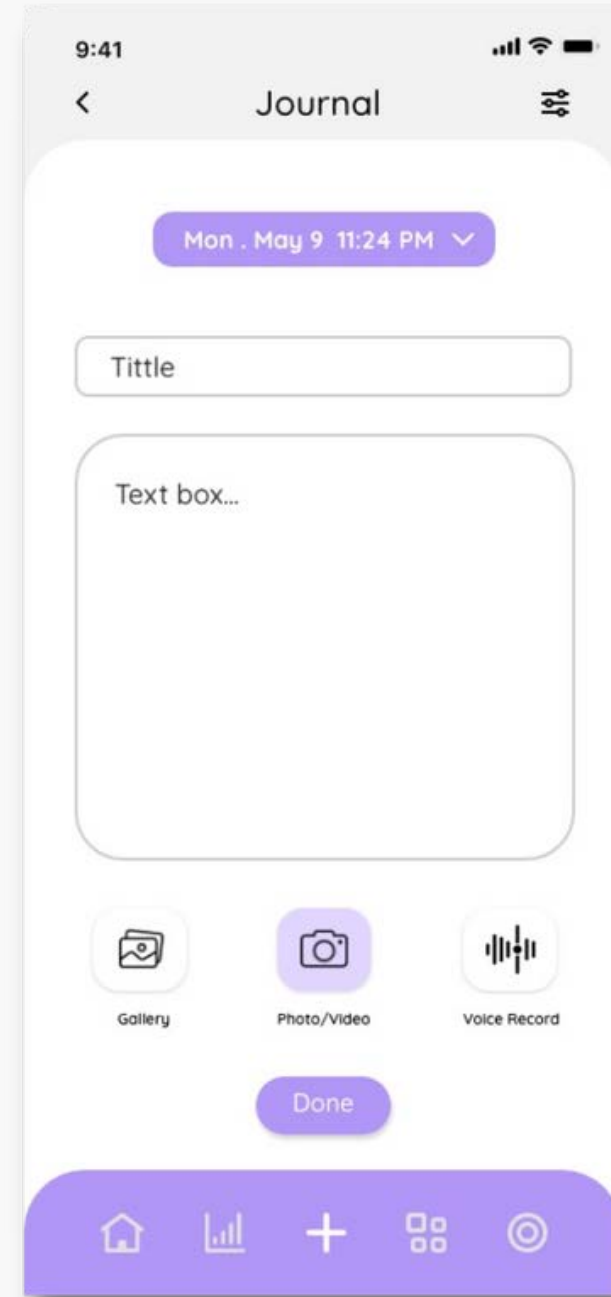 9:41
Journal
Mon . May 9 11:24 PM
Tittle
Text box...
Gallery Photo/Video Voice Record
Done